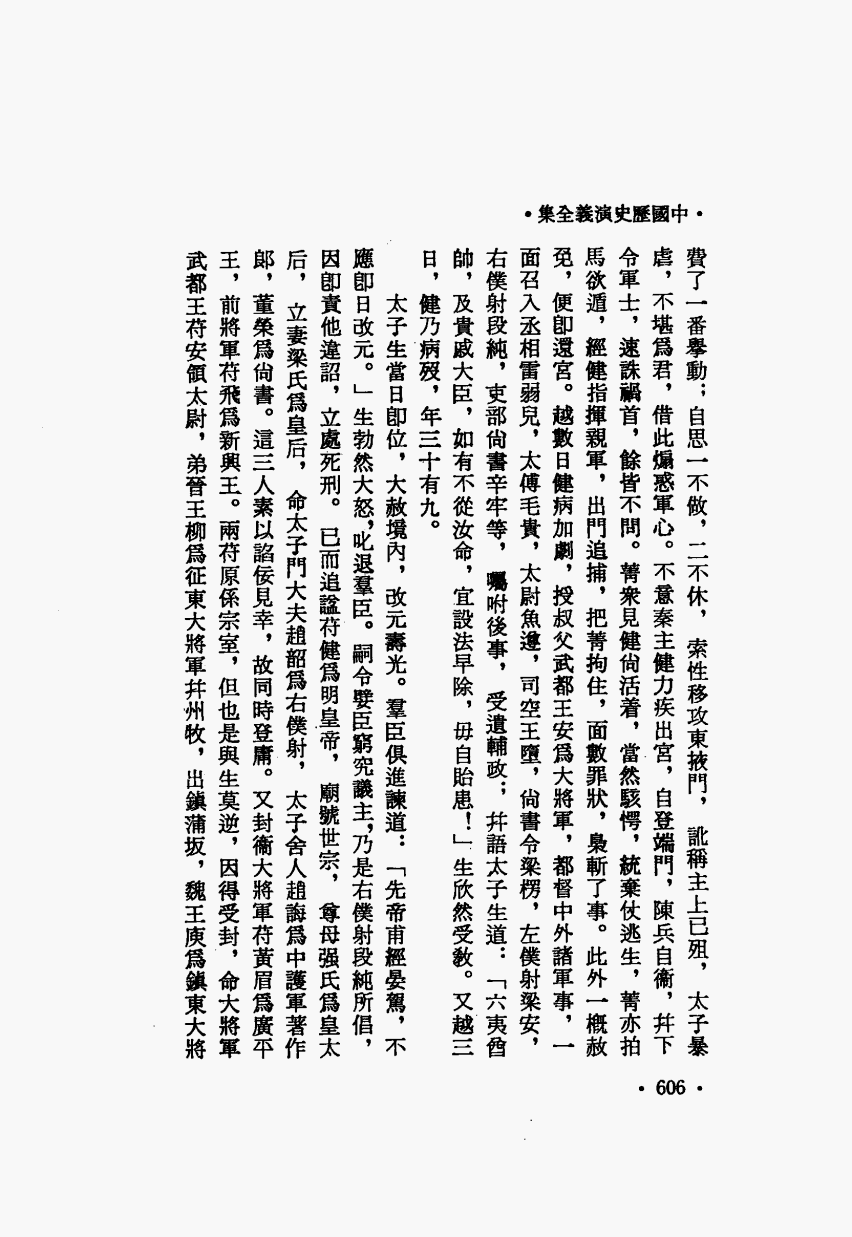 •中國歷史演義全集•
費了一番擧動；自思一不做，二不休，索性移攻東掖門，訛稱主上已殂，太子暴
虐，不堪爲君，借此煽惑軍心。不意秦主健力疾出宮，自登端門，陳兵自衞，幷下
令軍士，速誅禍首，餘皆不問。菁衆見健尙活着，當然駭愕，統棄仗逃生，菁亦拍
馬欲遁，經健指揮親軍，出門追捕，把菁拘住，面數罪狀，梟斬了事。此外一槪赦
免，便卽還宮。越數日健病加劇，授叔父武都王安爲大將軍，都督中外諸軍事，一
面召入丞相雷弱兒，太傅毛貴，太尉魚遵，司空王墮，尙書令梁楞，左僕射梁安，
右僕射段純，吏部尙書辛牢等，囑咐後事，受遺輔政；幷語太子生道：「六夷酋
帥，及貴戚大臣，如有不從汝命，宜設法早除，毋自貽患！」生欣然受敎。又越三
日，健乃病歿，年三十有九。
太子生當日卽位，大赦境內，改元壽光。羣臣俱進諫道：「先帝甫經晏駕，不
應卽日改元。」生勃然大怒，叱退羣臣。嗣令嬖臣窮究議主，乃是右僕射段純所倡，
因卽責他違詔，立處死刑。已而追諡苻健爲明皇帝，廟號世宗，尊母强氏爲皇太
后，立妻梁氏爲皇后，命太子門大夫趙韶爲右僕射，太子舍人趙誨爲中護軍著作
郞，董榮爲尙書。這三人素以諂佞見幸，故同時登庸。又封衞大將軍苻黃眉爲廣平
王，前將軍苻飛爲新興王。兩苻原係宗室，但也是與生莫逆，因得受封，命大將軍
武都王苻安領太尉，弟晉王柳爲征東大將軍幷州牧，出鎭蒲坂，魏王庾爲鎭東大將
•606•